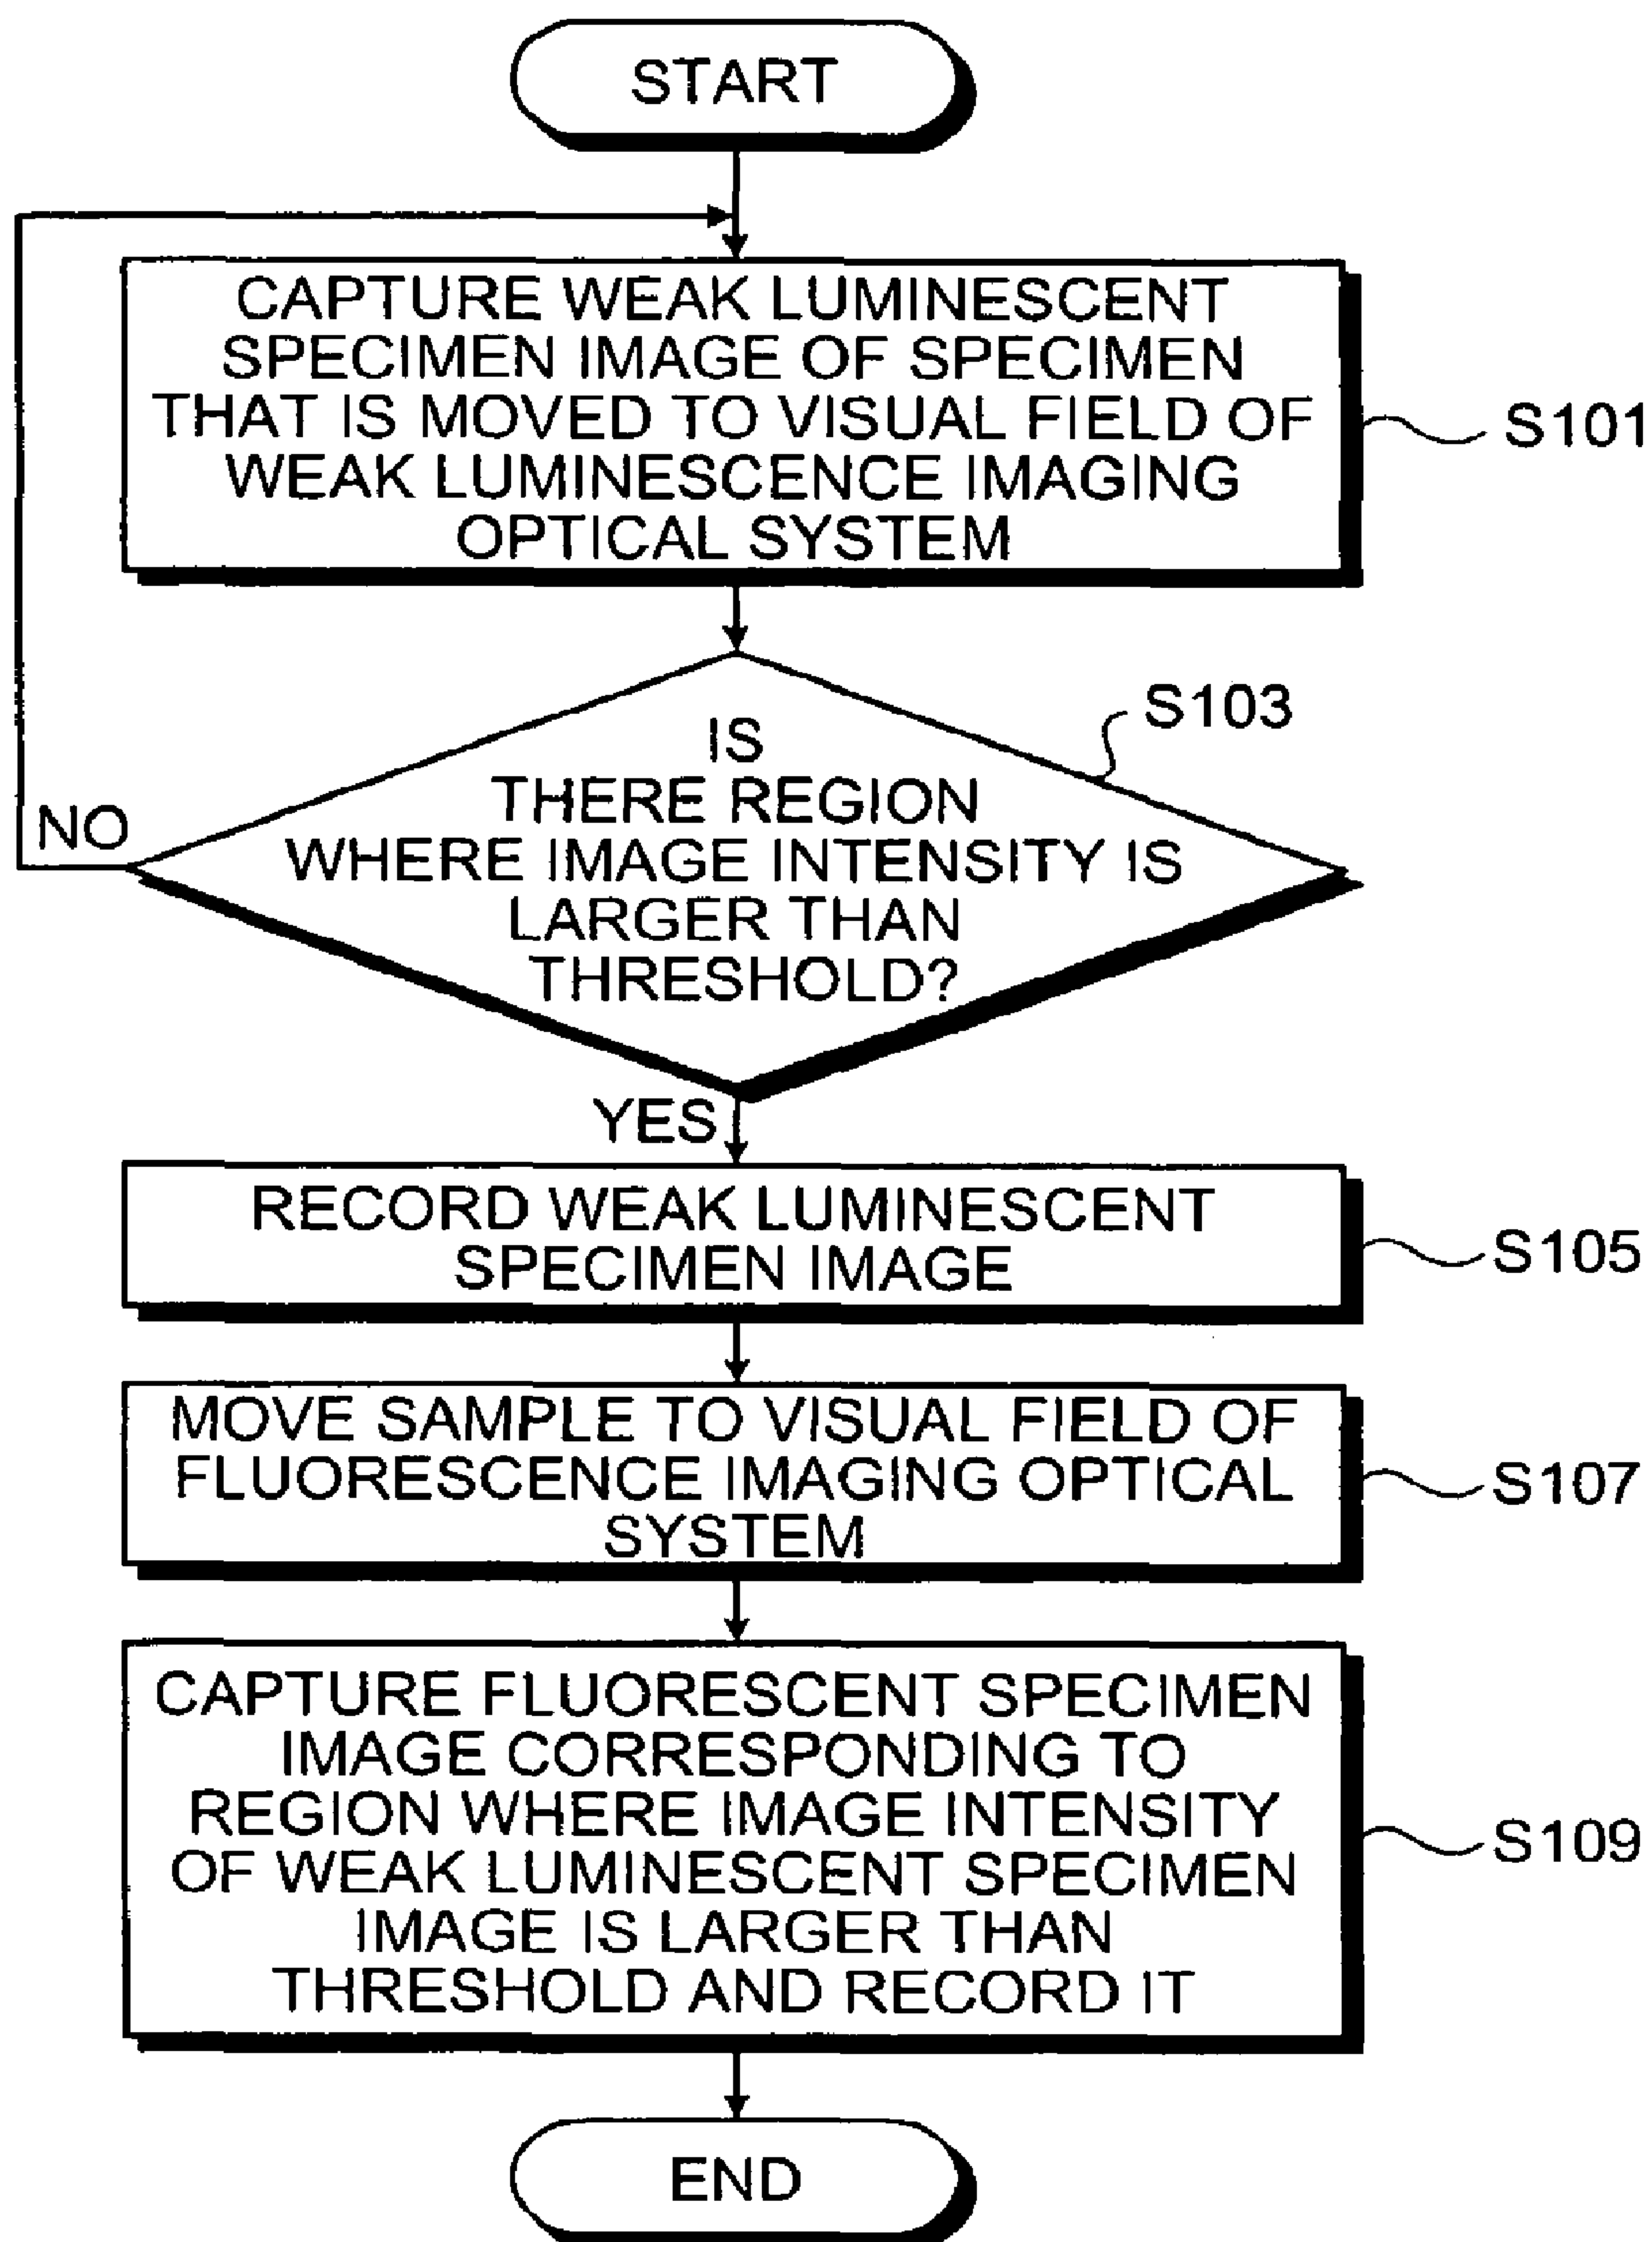 START
CAPTURE WEAK LUMINESCENT
SPECIMEN IMAGE OF SPECIMEN
THAT IS MOVED TO VISUAL FIELD OF
WEAK LUMINESCENCE IMAGING
OPTICAL SYSTEM
S101
IS
THERE REGION
WHERE IMAGE INTENSITY IS
LARGER THAN
THRESHOLD?
S103
NO
YES
RECORD WEAK LUMINESCENT
SPECIMEN IMAGE
S105
MOVE SAMPLE TO VISUAL FIELD OF
FLUORESCENCE IMAGING OPTICAL
SYSTEM
S107
CAPTURE FLUORESCENT SPECIMEN
IMAGE CORRESPONDING TO
REGION WHERE IMAGE INTENSITY
OF WEAK LUMINESCENT SPECIMEN
IMAGE IS LARGER THAN
THRESHOLD AND RECORD IT
S109
END